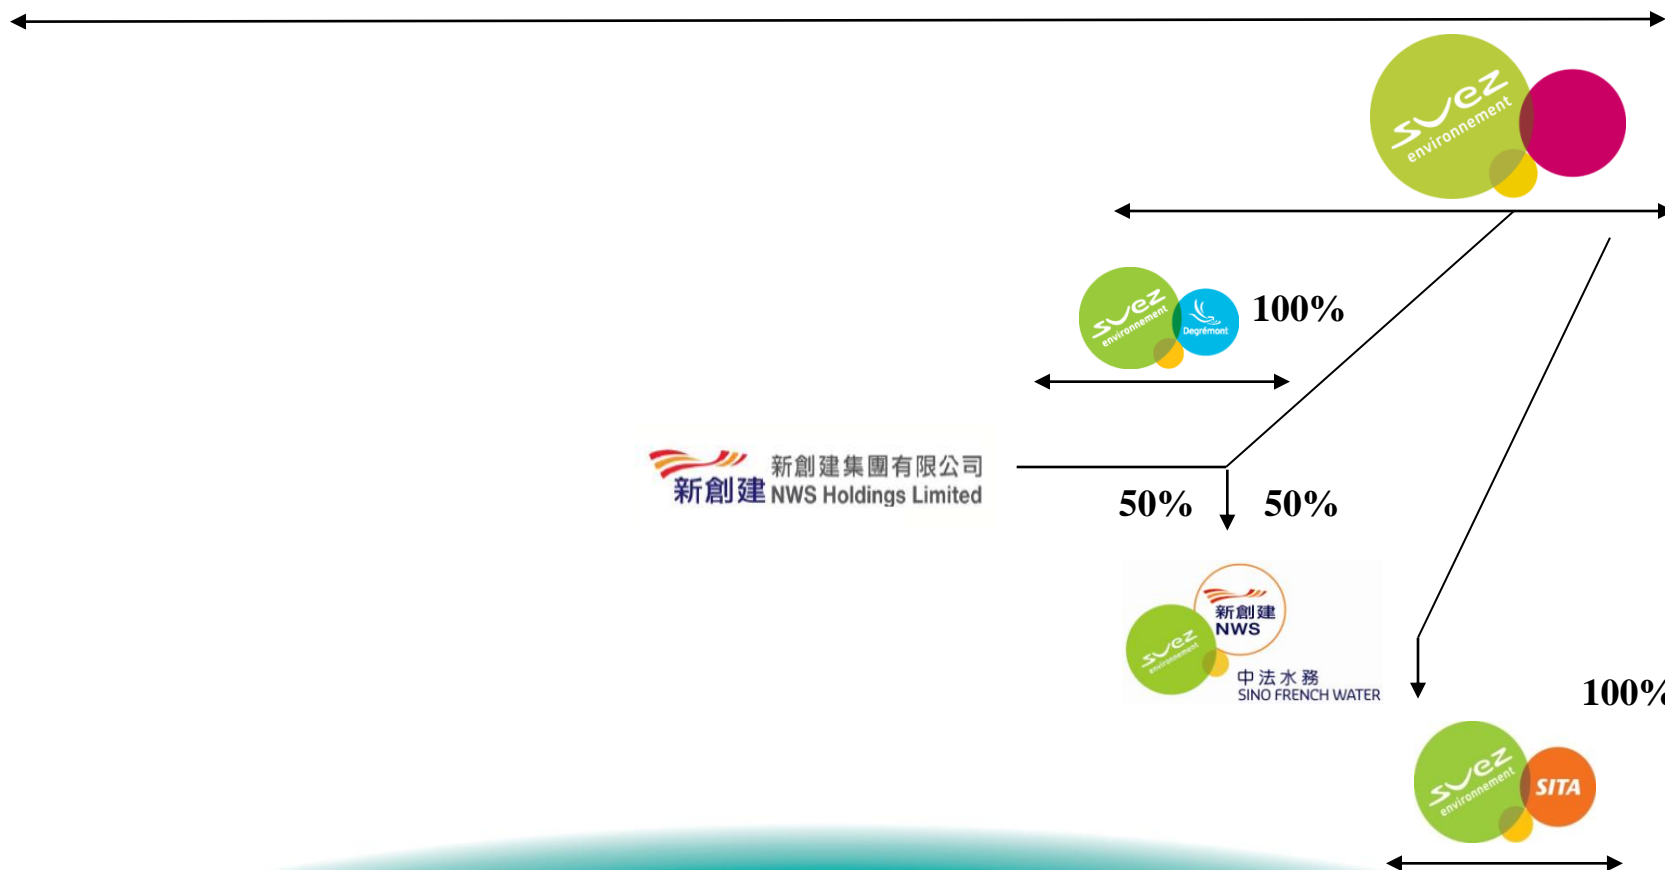 suez
environnement
suez
environnement
Degrémont
100%
新創建
新創建集團有限公司
NWS Holdings Limited
50%
50%
新創建
NWS
suez
environnement
中法水務
SINO FRENCH WATER
100%
suez
environnement
SITA